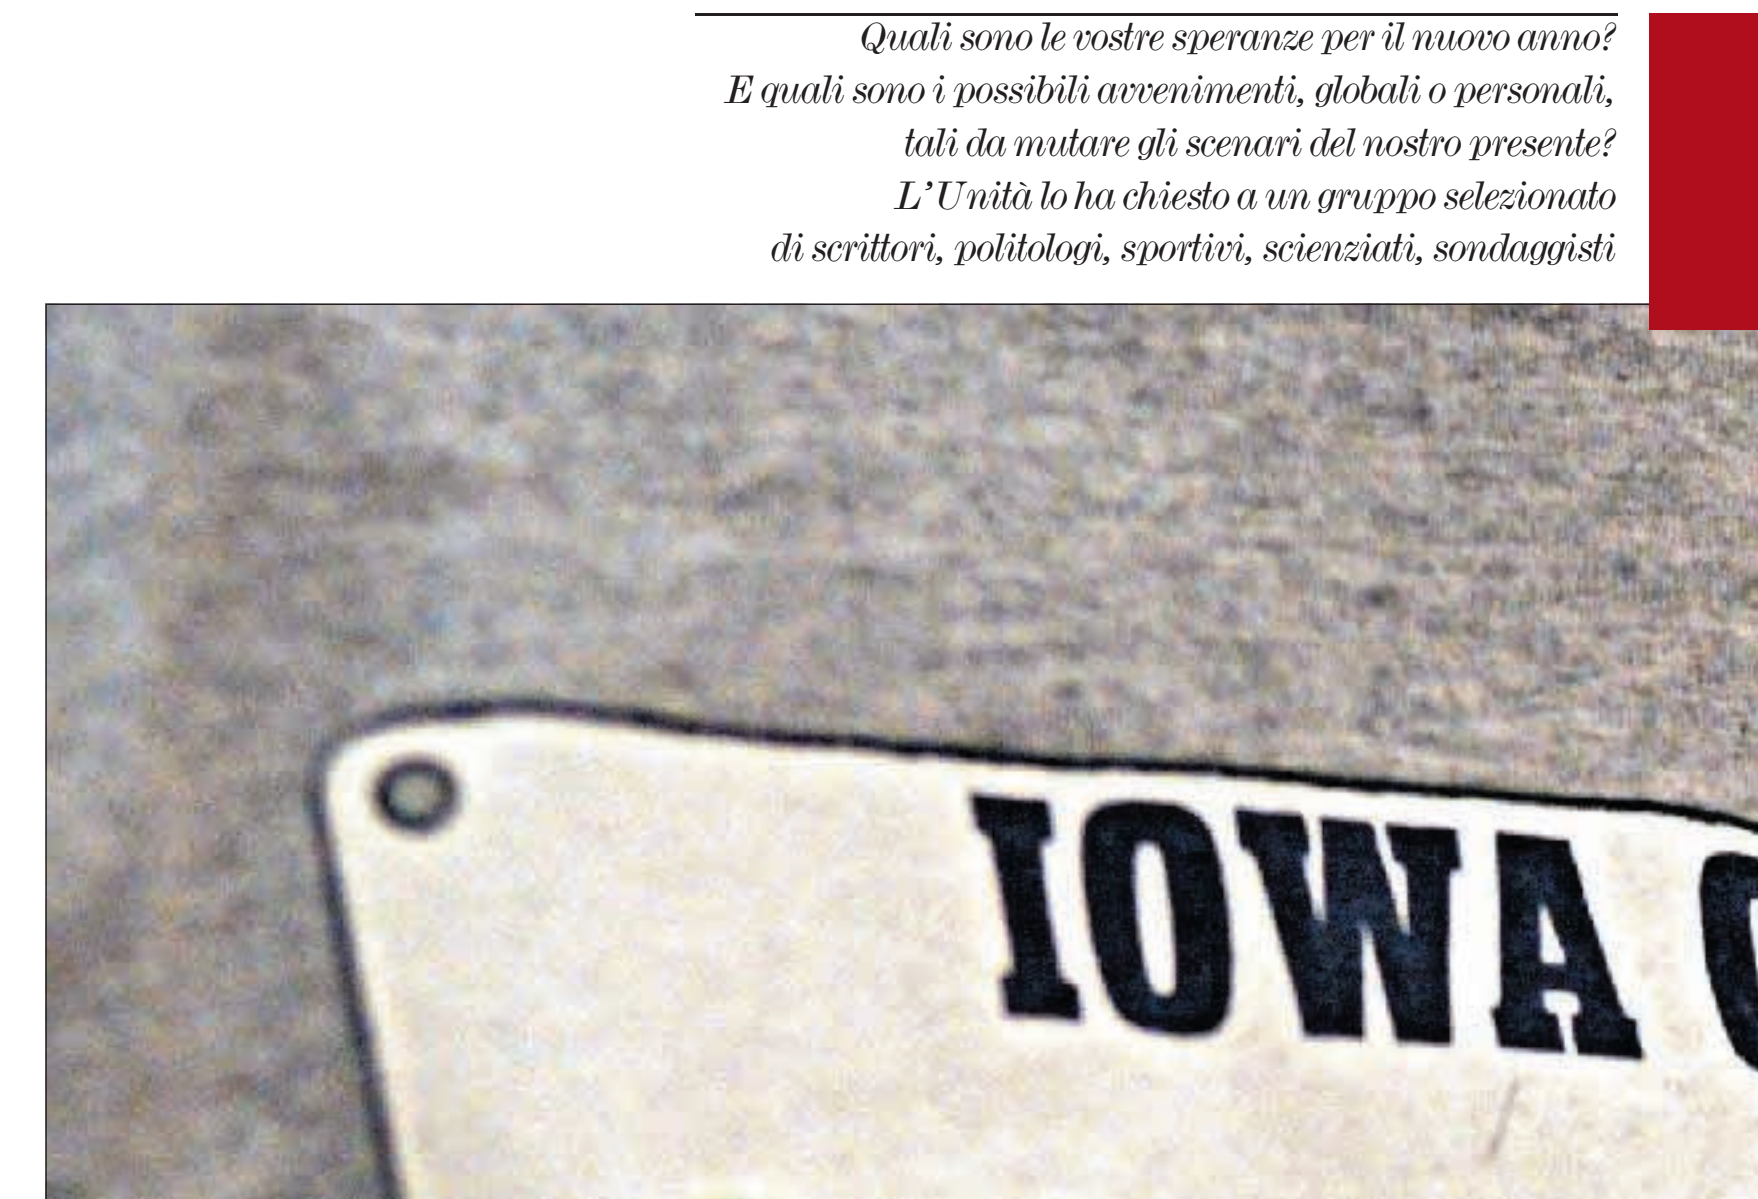 Quali sono le vostre speranze per il nuovo anno?
E quali sono i possibili avvenimenti, globali o personali,
tali da mutare gli scenari del nostro presente?
L’Unità lo ha chiesto a un gruppo selezionato
di scrittori, politologi, sportivi, scienziati, sondaggisti
IOWA